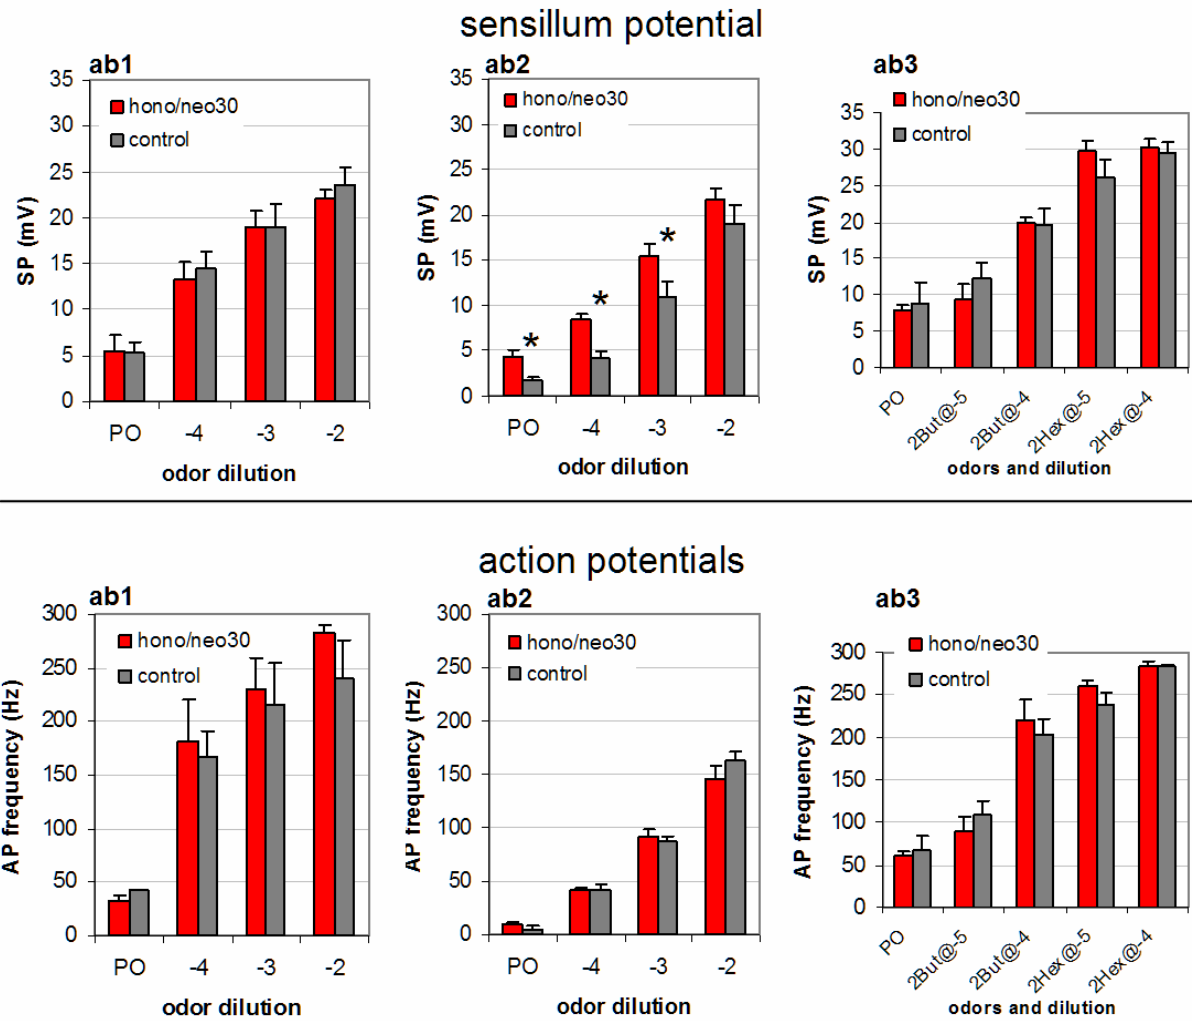 sensillum potential
ab1
35
30
25
20
15
10
5
0
SP (mV)
hono/neo30
control
PO -4 -3 -2
odor dilution
ab2
35
30
25
20
15
10
5
0
SP (mV)
hono/neo30
control
*
*
*
PO -4 -3 -2
odor dilution
ab3
35
30
25
20
15
10
5
0
SP (mV)
hono/neo30
control
PO 2But@-5 2But@-4 2Hex@-5 2Hex@-4
odors and dilution
action potentials
ab1
300
250
200
150
100
50
0
AP frequency (Hz)
hono/neo30
control
PO -4 -3 -2
odor dilution
ab2
300
250
200
150
100
50
0
AP frequency (Hz)
hono/neo30
control
PO -4 -3 -2
odor dilution
ab3
300
250
200
150
100
50
0
AP frequency (Hz)
hono/neo30
control
PO 2But@-5 2But@-4 2Hex@-5 2Hex@-4
odors and dilution